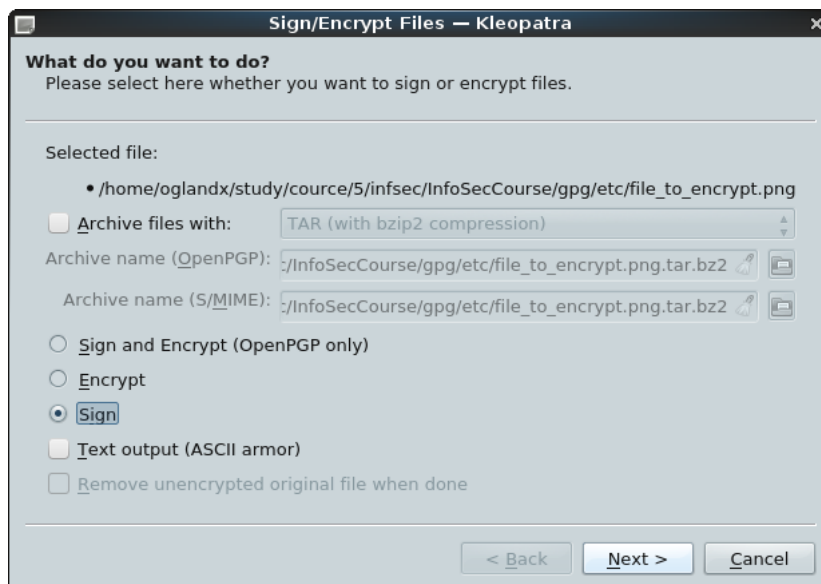 Sign/Encrypt Files — Kleopatra
What do you want to do?
Please select here whether you want to sign or encrypt files.
Selected file:
• /home/oglandx/study/cource/5/infsec/InfoSecCourse/gpg/etc/file_to_encrypt.png
Archive files with: TAR (with bzip2 compression)
Archive name (OpenPGP): :/InfoSecCourse/gpg/etc/file_to_encrypt.png.tar.bz2
Archive name (S/MIME): :/InfoSecCourse/gpg/etc/file_to_encrypt.png.tar.bz2
Sign and Encrypt (OpenPGP only)
Encrypt
Sign
Text output (ASCII armor)
Remove unencrypted original file when done
< Back Next > Cancel